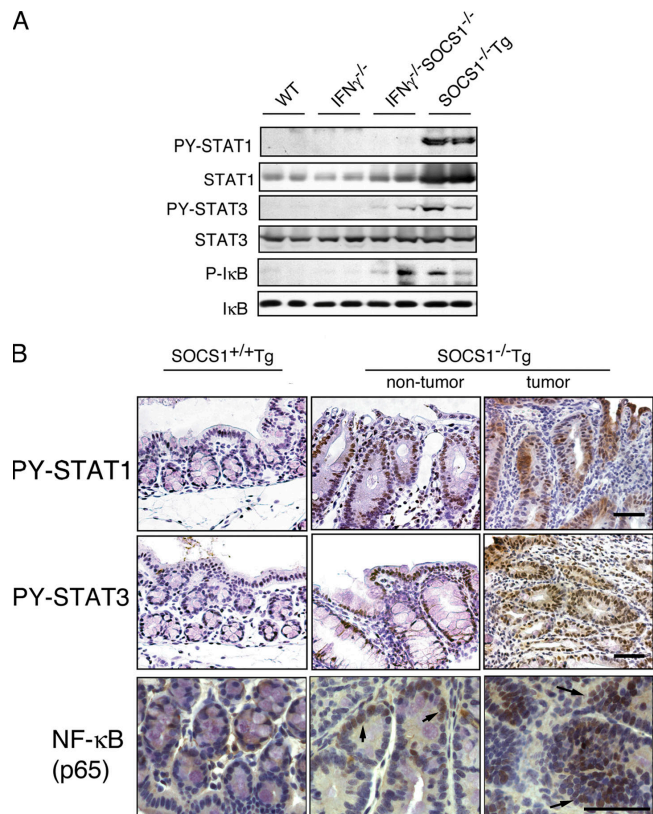 A
WT
IFNγ-/-
IFNγ-/-SOCS1-/-
SOCS1-/-Tg
PY-STAT1
STAT1
PY-STAT3
STAT3
P-IκB
IκB
B
SOCS1+/+Tg
SOCS1-/-Tg
non-tumor
tumor
PY-STAT1
PY-STAT3
NF-κB
(p65)